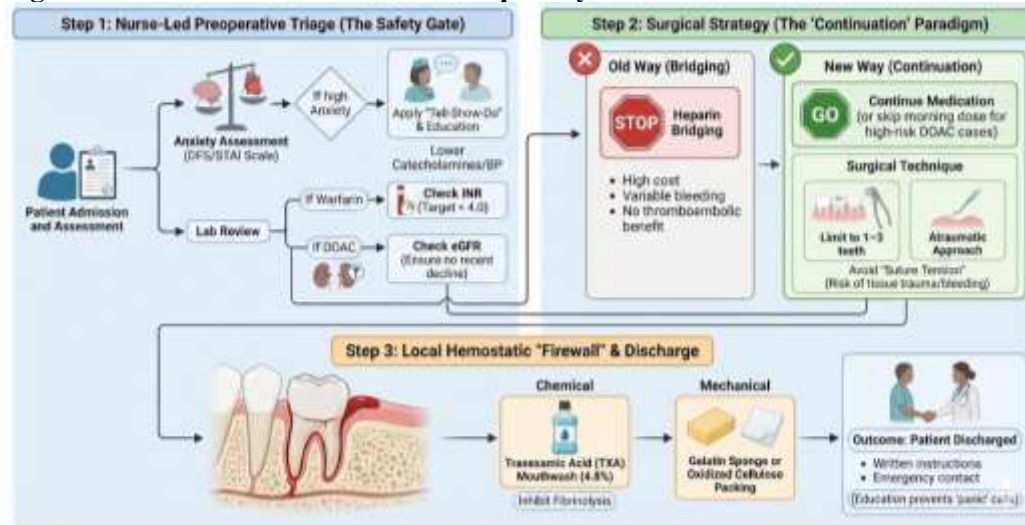 Step 1: Nurse-Led Preoperative Triage (The Safety Gate)
Patient Admission
and Assessment
Anxiety Assessment
(DFS/STAI Scale)
If high
Anxiety
Apply "Tell-Show-Do"
& Education
Lower
Catecholamines/BP
Lab Review
If Warfarin
Check INR
(Target < 4.0)
If DOAC
Check eGFR
(Ensure no recent
decline)
Step 2: Surgical Strategy (The 'Continuation' Paradigm)
Old Way (Bridging)
STOP
Heparin
Bridging
• High cost
• Variable bleeding
• No thromboembolic
benefit
New Way (Continuation)
GO
Continue Medication
(or skip morning dose for
high-risk DOAC cases)
Surgical Technique
Limit to 1–3
teeth
Atraumatic
Approach
Avoid "Suture Tension"
(Risk of tissue trauma/bleeding)
Step 3: Local Hemostatic "Firewall" & Discharge
Chemical
Tranexamic Acid (TXA)
Mouthwash (4.8%)
Inhibit Fibrinolysis
Mechanical
Gelatin Sponge or
Oxidized Cellulose
Packing
Outcome: Patient Discharged
• Written instructions
• Emergency contact
(Education prevents 'panic' calls)